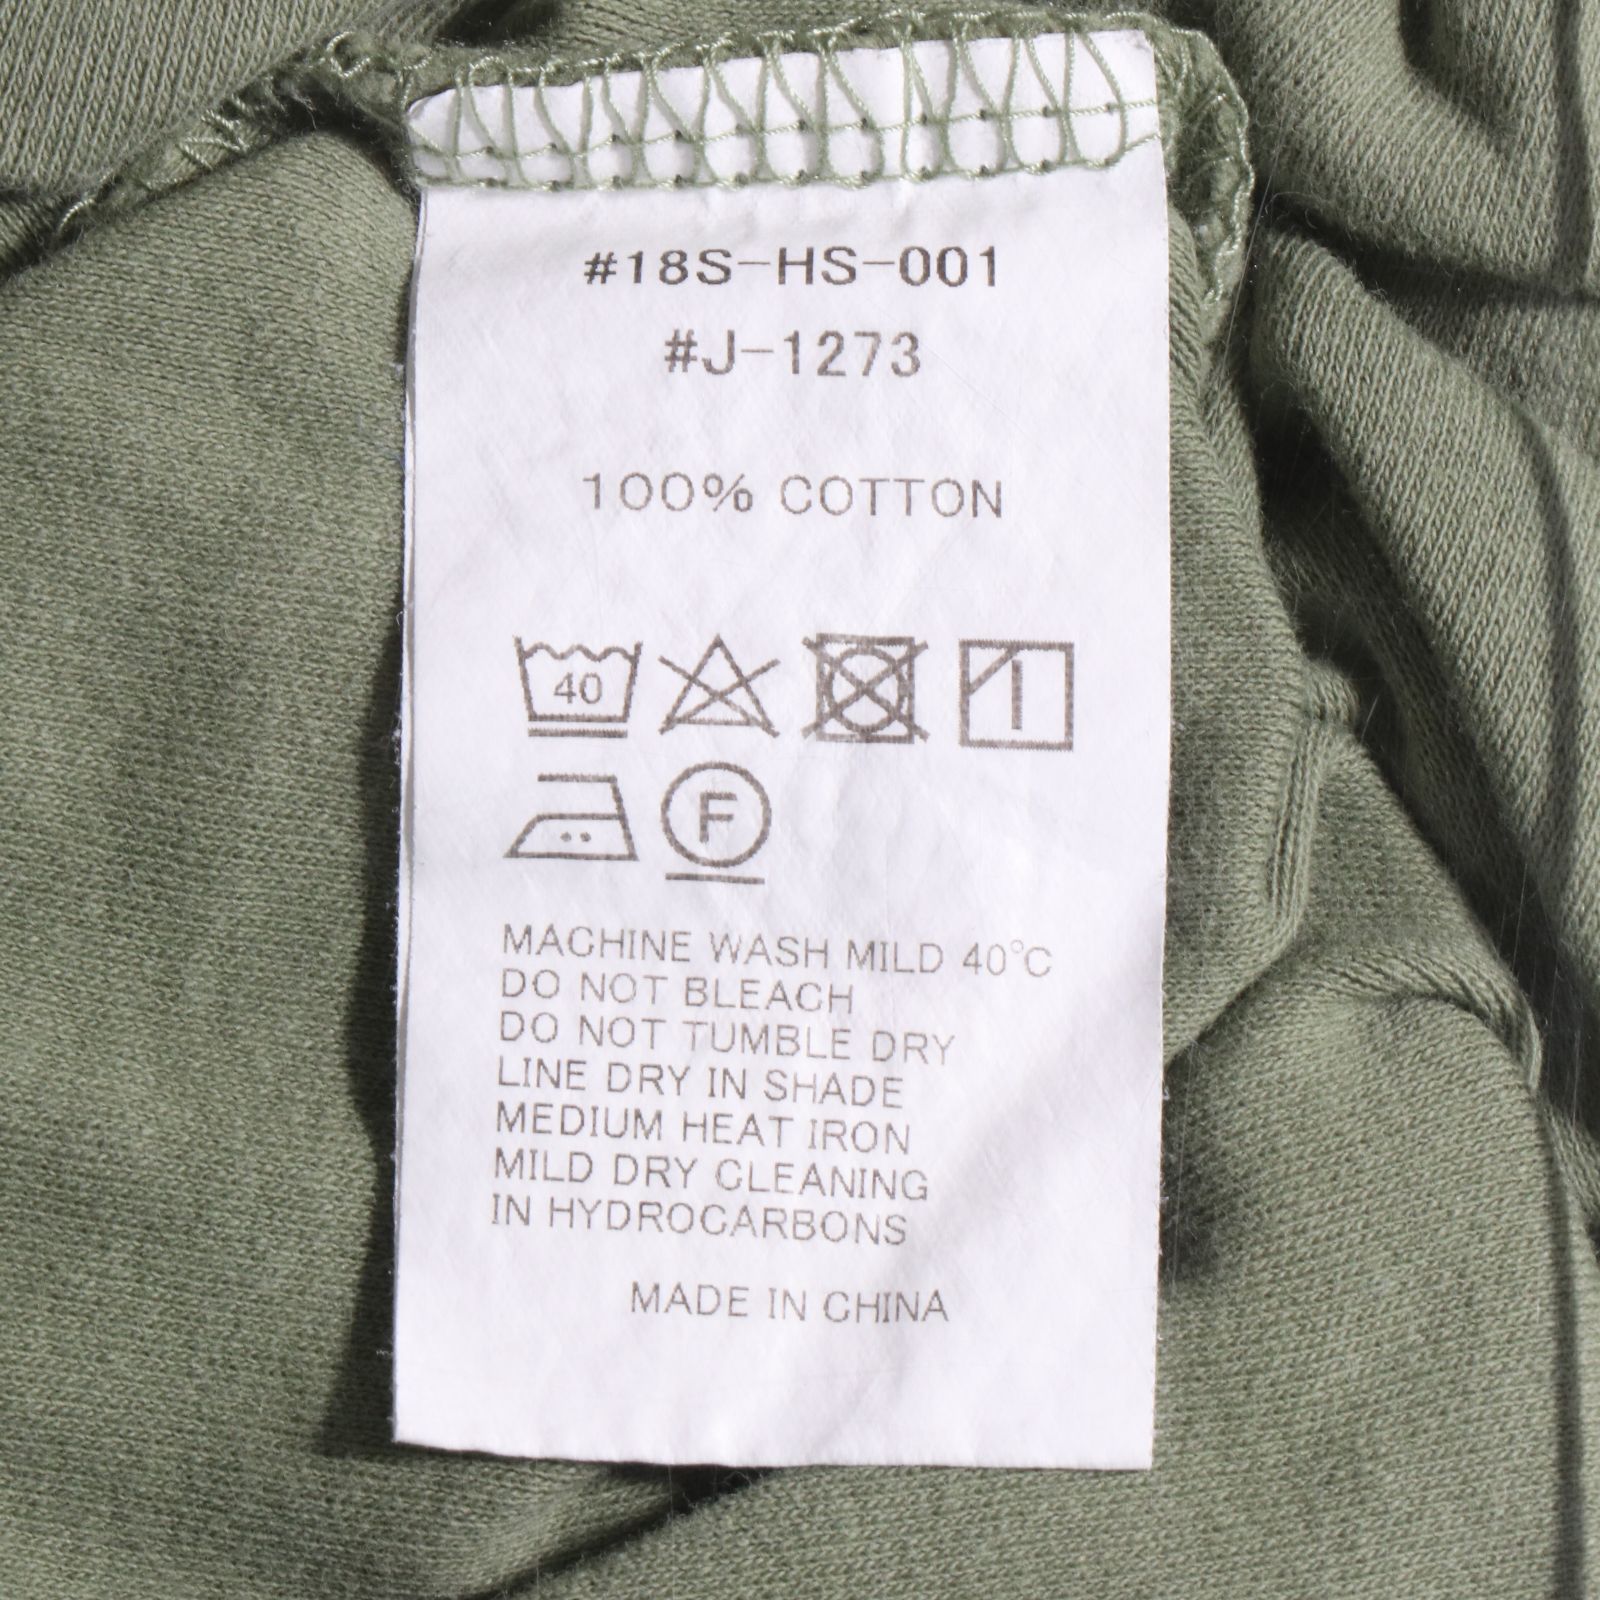 #18S-HS-001
#J-1273
100% COTTON
40
F
MACHINE WASH MILD 40°C
DO NOT BLEACH
DO NOT TUMBLE DRY
LINE DRY IN SHADE
MEDIUM HEAT IRON
MILD DRY CLEANING
IN HYDROCARBONS
MADE IN CHINA